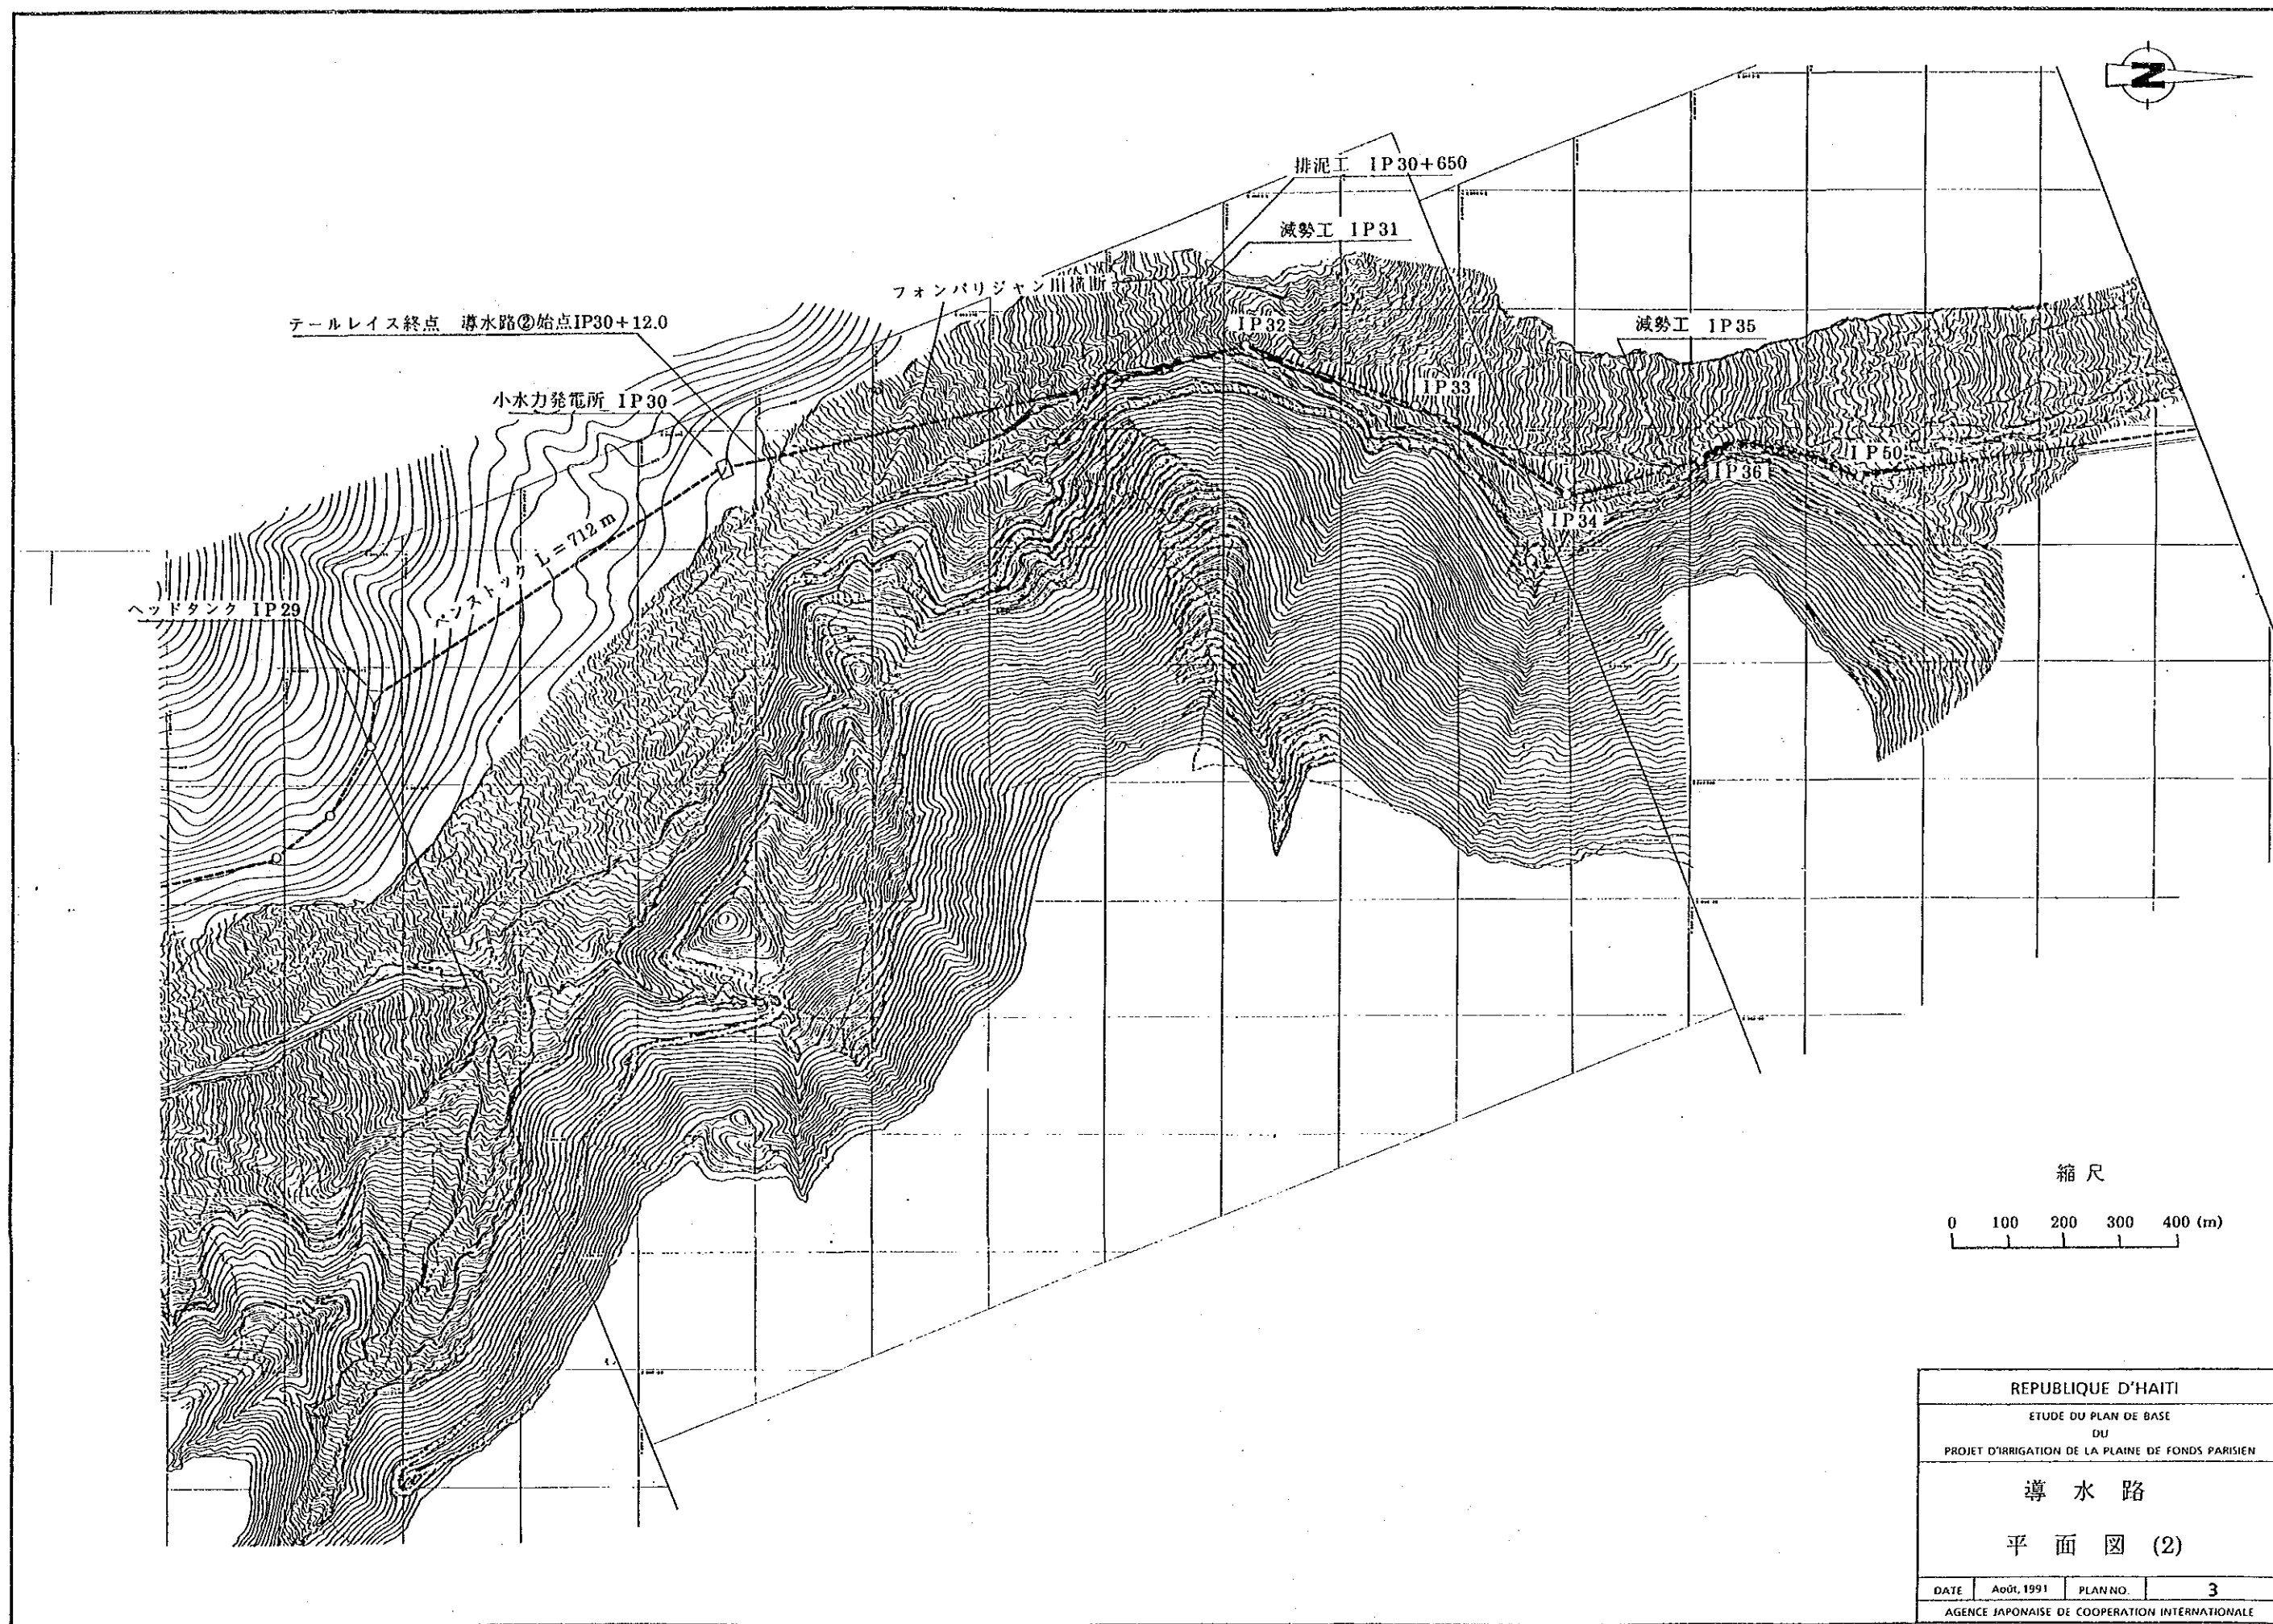 N
排泥工 IP30+650
減勢工 IP31
フォンパリジャン川横断
テールレイス終点 導水路②始点IP30+12.0
IP32
減勢工 IP35
小水力発電所 IP30
IP33
IP50
IP36
IP34
ペンストック L=712m
ヘッドタンク IP29
縮尺
0 100 200 300 400 (m)
REPUBLIQUE D'HAITI
ETUDE DU PLAN DE BASE
DU
PROJET D'IRRIGATION DE LA PLAINE DE FONDS PARISIEN
導水路
平面図 (2)
DATE Août, 1991 PLAN NO. 3
AGENCE JAPONAISE DE COOPERATION INTERNATIONALE